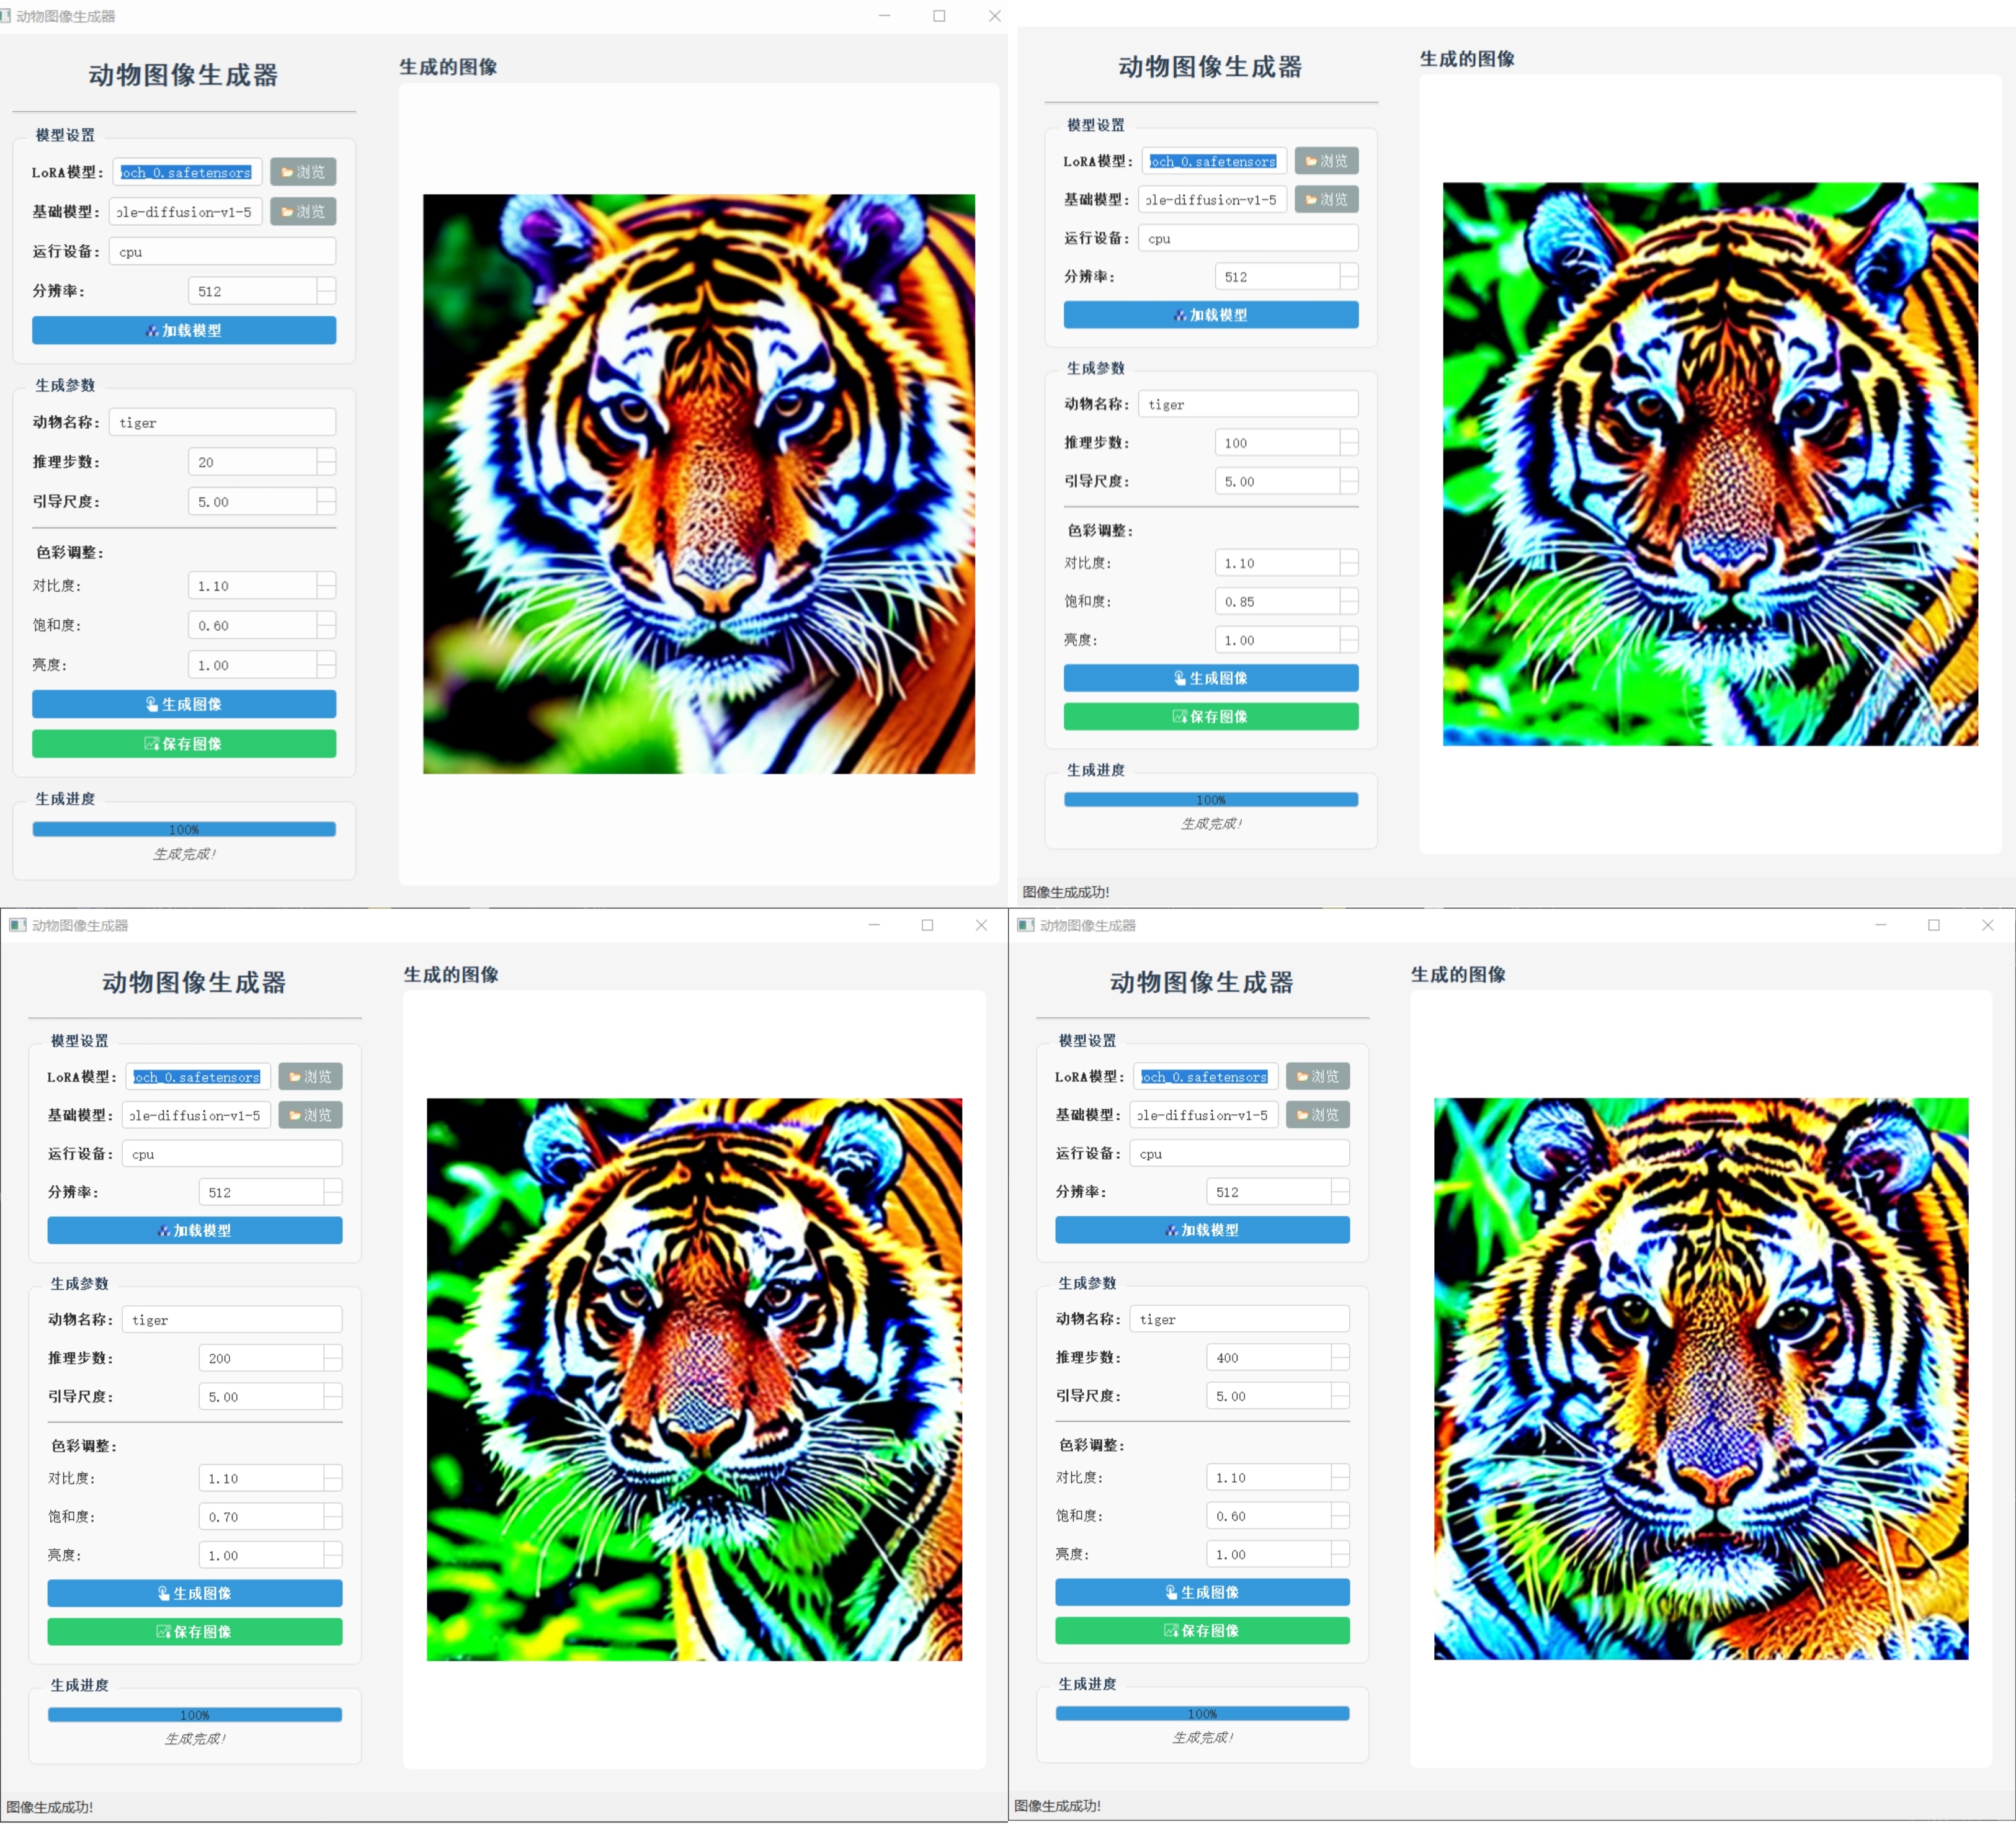 动物图像生成器
动物图像生成器
模型设置
LoRA模型: och_0.safetensors 浏览
基础模型: ole-diffusion-v1-5 浏览
运行设备: cpu
分辨率: 512
加载模型
生成参数
动物名称: tiger
推理步数: 20
引导尺度: 5.00
色彩调整:
对比度: 1.10
饱和度: 0.60
亮度: 1.00
生成图像
保存图像
生成进度
100%
生成完成!
生成的图像
动物图像生成器
模型设置
LoRA模型: och_0.safetensors 浏览
基础模型: ole-diffusion-v1-5 浏览
运行设备: cpu
分辨率: 512
加载模型
生成参数
动物名称: tiger
推理步数: 100
引导尺度: 5.00
色彩调整:
对比度: 1.10
饱和度: 0.85
亮度: 1.00
生成图像
保存图像
生成进度
100%
生成完成!
生成的图像
图像生成成功!
动物图像生成器
动物图像生成器
模型设置
LoRA模型: och_0.safetensors 浏览
基础模型: ole-diffusion-v1-5 浏览
运行设备: cpu
分辨率: 512
加载模型
生成参数
动物名称: tiger
推理步数: 200
引导尺度: 5.00
色彩调整:
对比度: 1.10
饱和度: 0.70
亮度: 1.00
生成图像
保存图像
生成进度
100%
生成完成!
生成的图像
图像生成成功!
动物图像生成器
动物图像生成器
模型设置
LoRA模型: och_0.safetensors 浏览
基础模型: ole-diffusion-v1-5 浏览
运行设备: cpu
分辨率: 512
加载模型
生成参数
动物名称: tiger
推理步数: 400
引导尺度: 5.00
色彩调整:
对比度: 1.10
饱和度: 0.60
亮度: 1.00
生成图像
保存图像
生成进度
100%
生成完成!
生成的图像
图像生成成功!